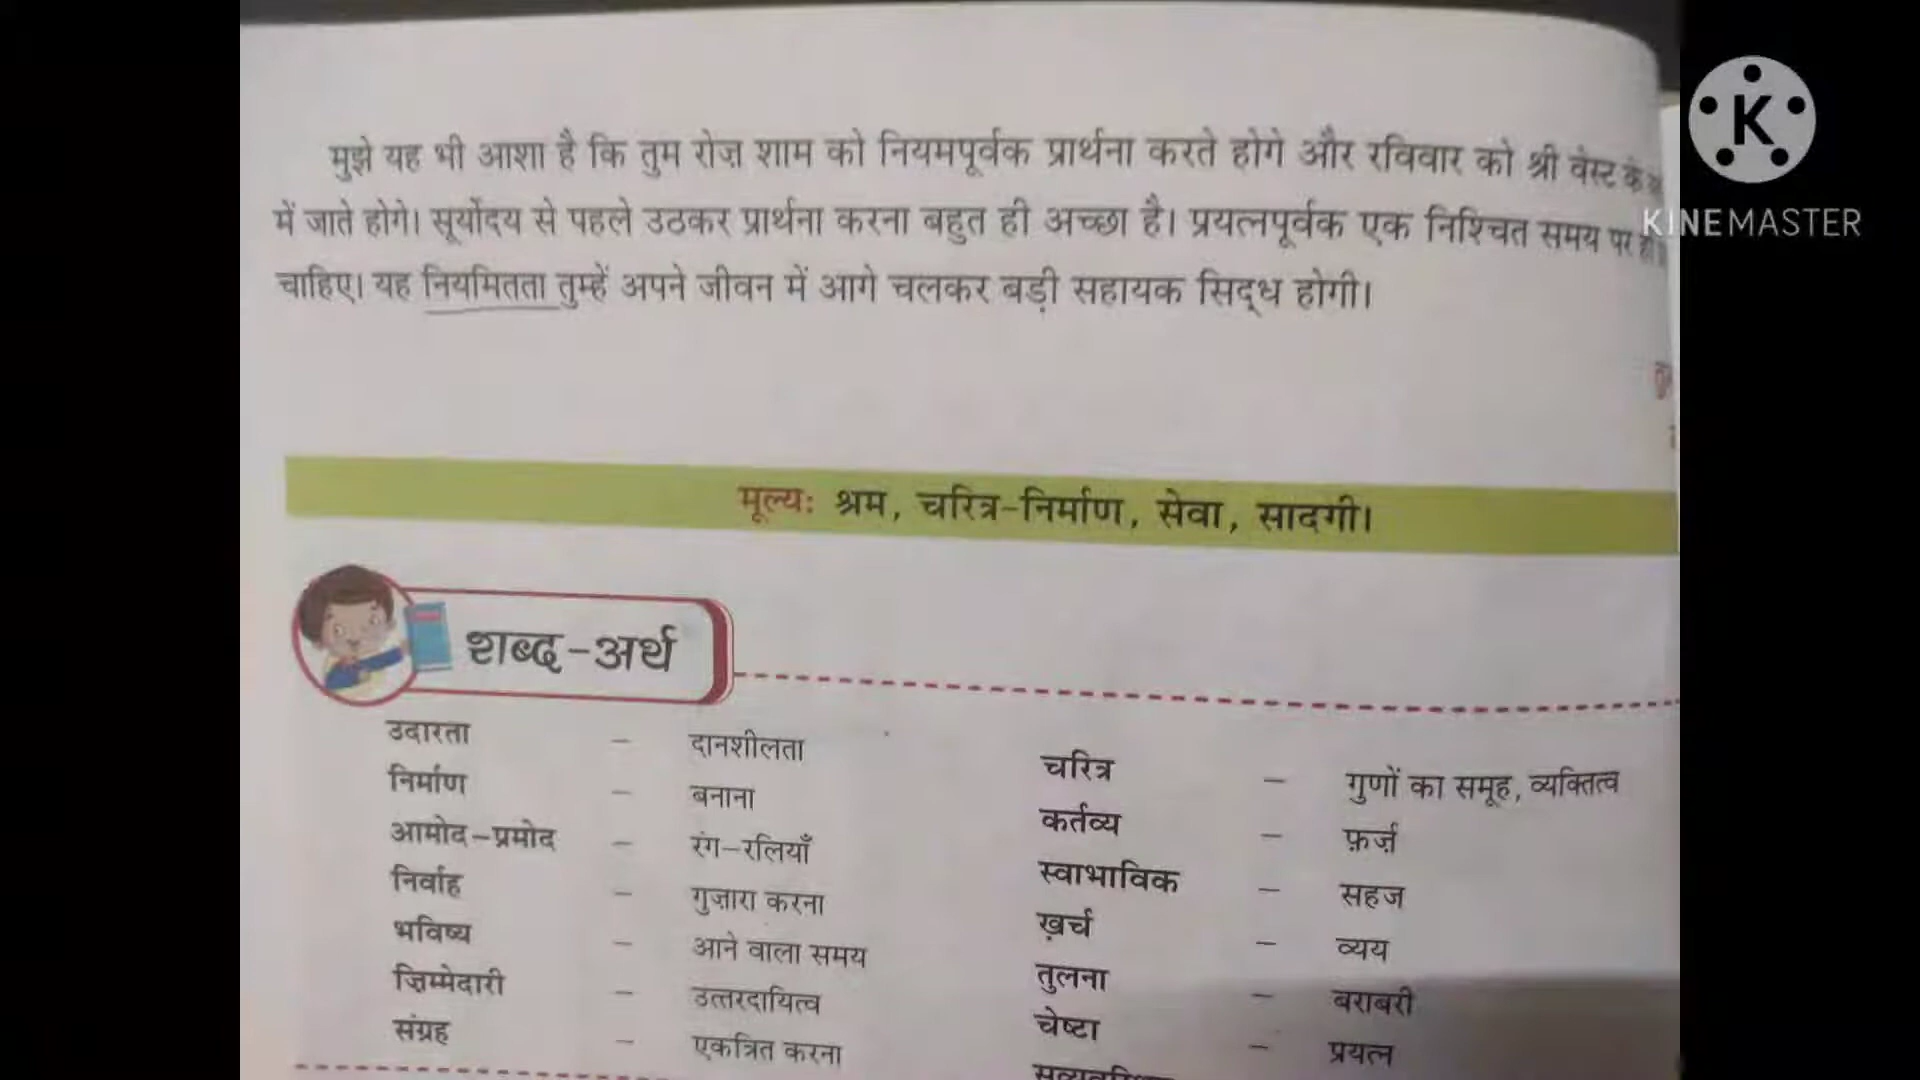 मुझे यह भी आशा है कि तुम रोज़ शाम को नियमपूर्वक प्रार्थना करते होगे और रविवार को श्री वेस्ट के
में जाते होगे। सूर्योदय से पहले उठकर प्रार्थना करना बहुत ही अच्छा है। प्रयत्नपूर्वक एक निश्चित समय पर ही
चाहिए। यह नियमितता तुम्हें अपने जीवन में आगे चलकर बड़ी सहायक सिद्ध होगी।
मूल्य: श्रम, चरित्र-निर्माण, सेवा, सादगी।
शब्द-अर्थ
उदारता – दानशीलता
निर्माण – बनाना
आमोद-प्रमोद – रंग-रलियाँ
निर्वाह – गुज़ारा करना
भविष्य – आने वाला समय
ज़िम्मेदारी – उत्तरदायित्व
संग्रह – एकत्रित करना
चरित्र – गुणों का समूह, व्यक्तित्व
कर्तव्य – फ़र्ज़
स्वाभाविक – सहज
ख़र्च – व्यय
तुलना – बराबरी
चेष्टा – प्रयत्न
K
KINEMASTER